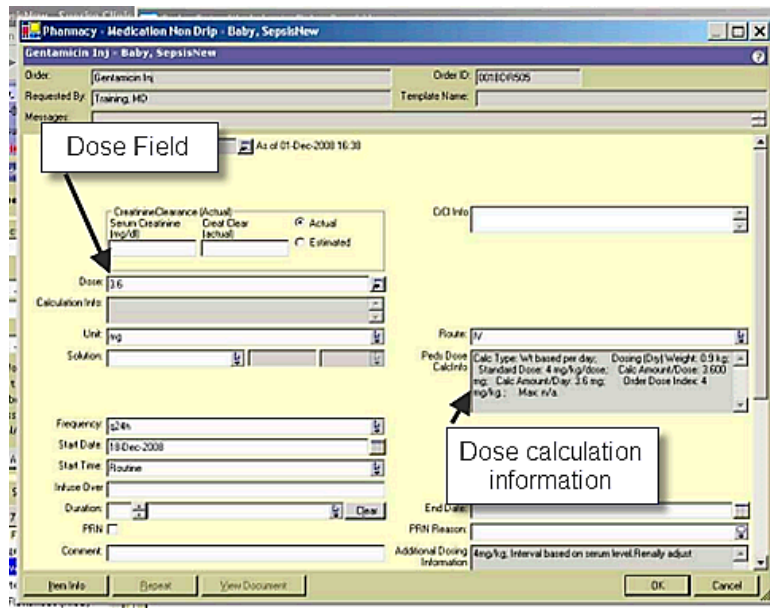 Pharmacy - Medication Non Drip - Baby, SepsisNew
Gentamicin Inj - Baby, SepsisNew
Order: Gentamicin Inj Order ID: 001BDR505
Requested By: Training, MD Template Name:
Messages:
Dose Field
As of 01-Dec-2008 16:38
CreatinineClearance (Actual)
Serum Creatinine (mg/dl) Creat Clear (actual) Actual
Estimated
CrCl Info
Dose: 3.6
Calculation Info:
Unit: mg Route: IV
Solution:
Peds Dose CalcInfo
Calc Type: Wt based per day; Dosing (Dry) Weight: 0.9 kg;
Standard Dose: 4 mg/kg/dose; Calc Amount/Dose: 3.600
mg; Calc Amount/Day: 3.6 mg; Order Dose Index: 4
mg/kg.; Max: n/a.
Frequency: q24h
Start Date: 18-Dec-2008
Start Time: Routine
Dose calculation
information
Infuse Over
Duration: Clear End Date:
PRN PRN Reason:
Comment:
Additional Dosing Information
4mg/kg, Interval based on serum level.Renally adjust
Item Info Repeat View Document OK Cancel